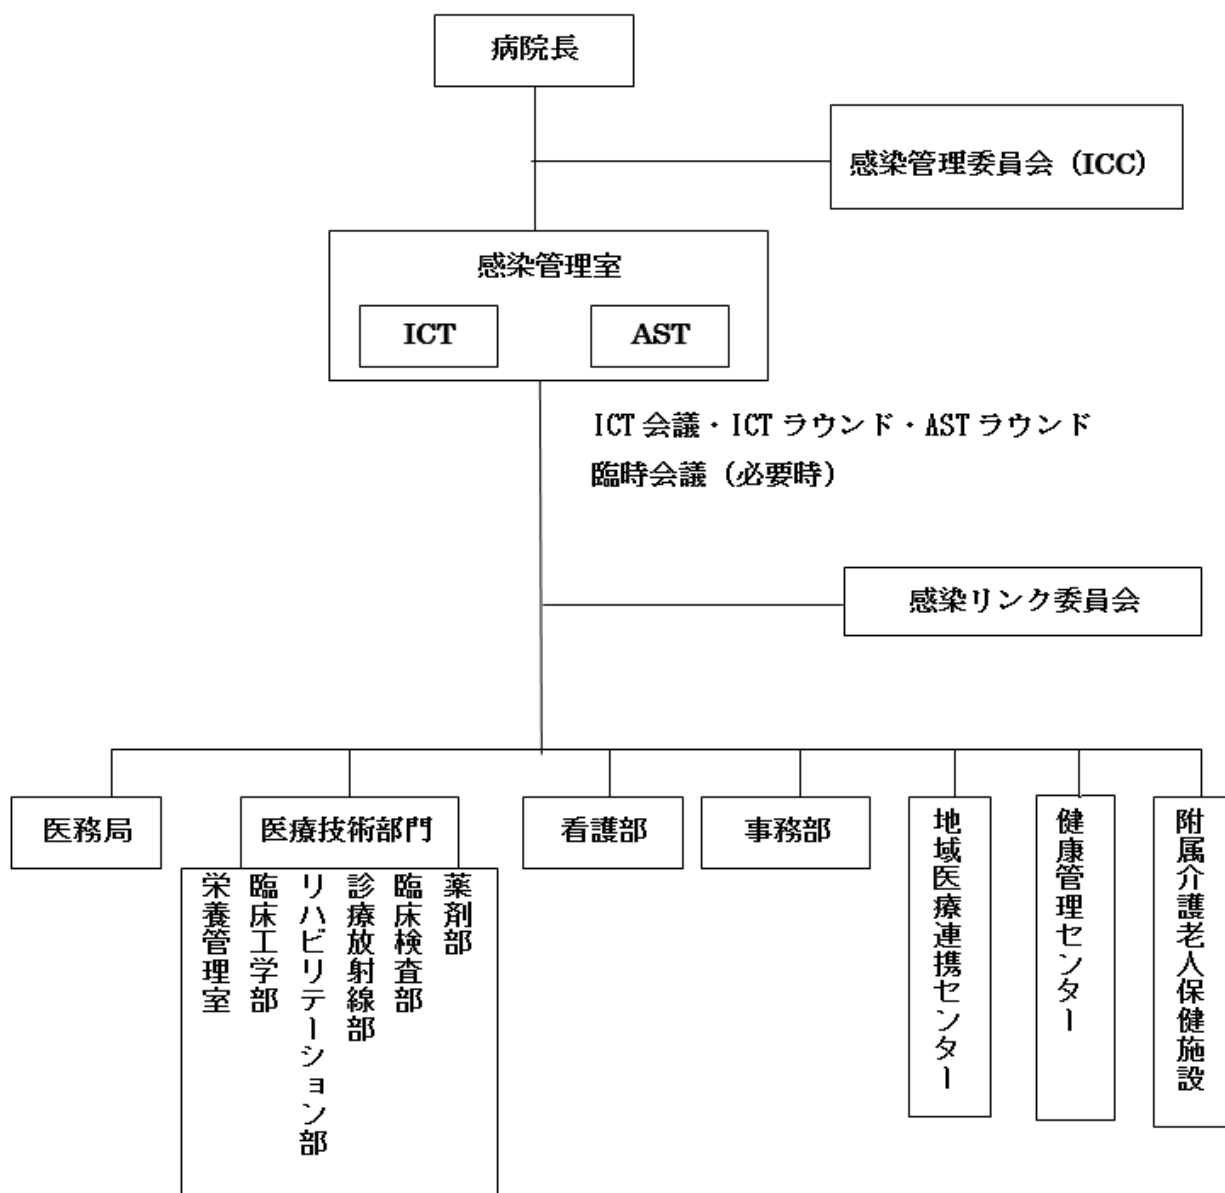 病院長
感染管理委員会（ICC）
感染管理室
ICT
AST
ICT 会議・ICT ラウンド・AST ラウンド
臨時会議（必要時）
感染リンク委員会
医務局
医療技術部門
看護部
事務部
地域医療連携センター
健康管理センター
附属介護老人保健施設
薬剤部
臨床検査部
診療放射線部
リハビリテーション部
臨床工学部
栄養管理室